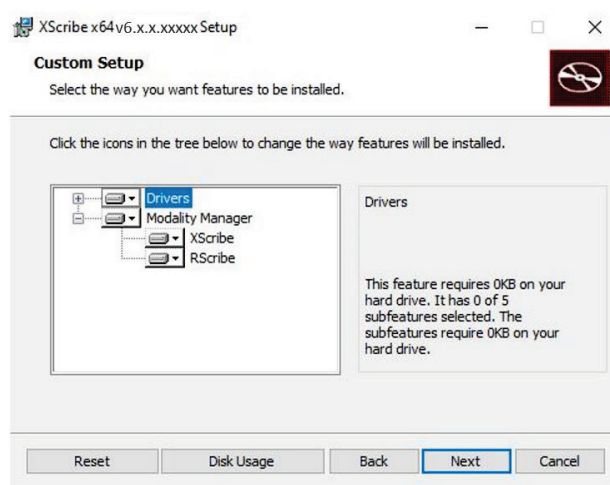 XScribe x64 v6.x.x.xxxxx Setup
Custom Setup
Select the way you want features to be installed.
Click the icons in the tree below to change the way features will be installed.
Drivers
Modality Manager
XScribe
RScribe
Drivers
This feature requires 0KB on your
hard drive. It has 0 of 5
subfeatures selected. The
subfeatures require 0KB on your
hard drive.
Reset
Disk Usage
Back
Next
Cancel